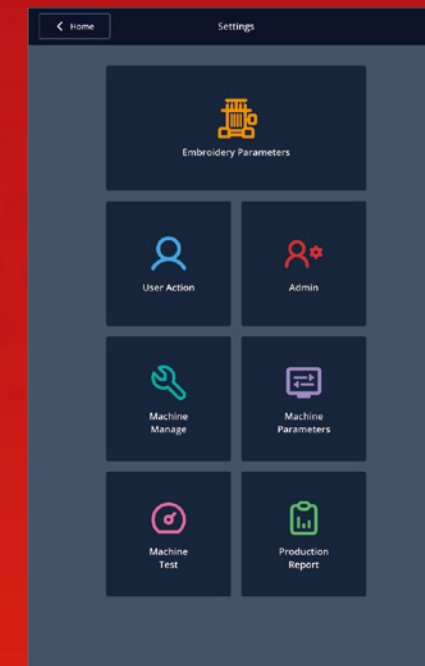 Home
Settings
Embroidery Parameters
User Action
Admin
Machine
Manage
Machine
Parameters
Machine
Test
Production
Report